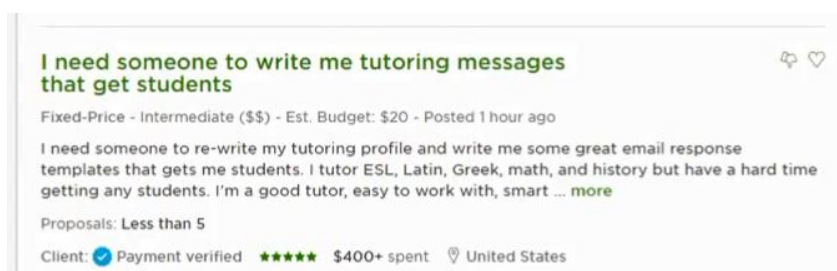 I need someone to write me tutoring messages
that get students
Fixed-Price - Intermediate ($$) - Est. Budget: $20 - Posted 1 hour ago
I need someone to re-write my tutoring profile and write me some great email response
templates that gets me students. I tutor ESL, Latin, Greek, math, and history but have a hard time
getting any students. I'm a good tutor, easy to work with, smart ... more
Proposals: Less than 5
Client: Payment verified $400+ spent United States